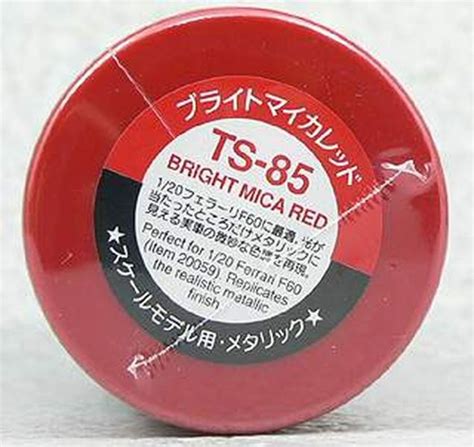 ブライトマイカレッド
TS-85
BRIGHT MICA RED
1/20フェラーリF60に最適。光が
当たったところだけメタリックに
見える実車の微妙な色調を再現。
Perfect for 1/20 Ferrari F60
(Item 20059). Replicates
the realistic metallic
finish
★スケールモデル用・メタリック★